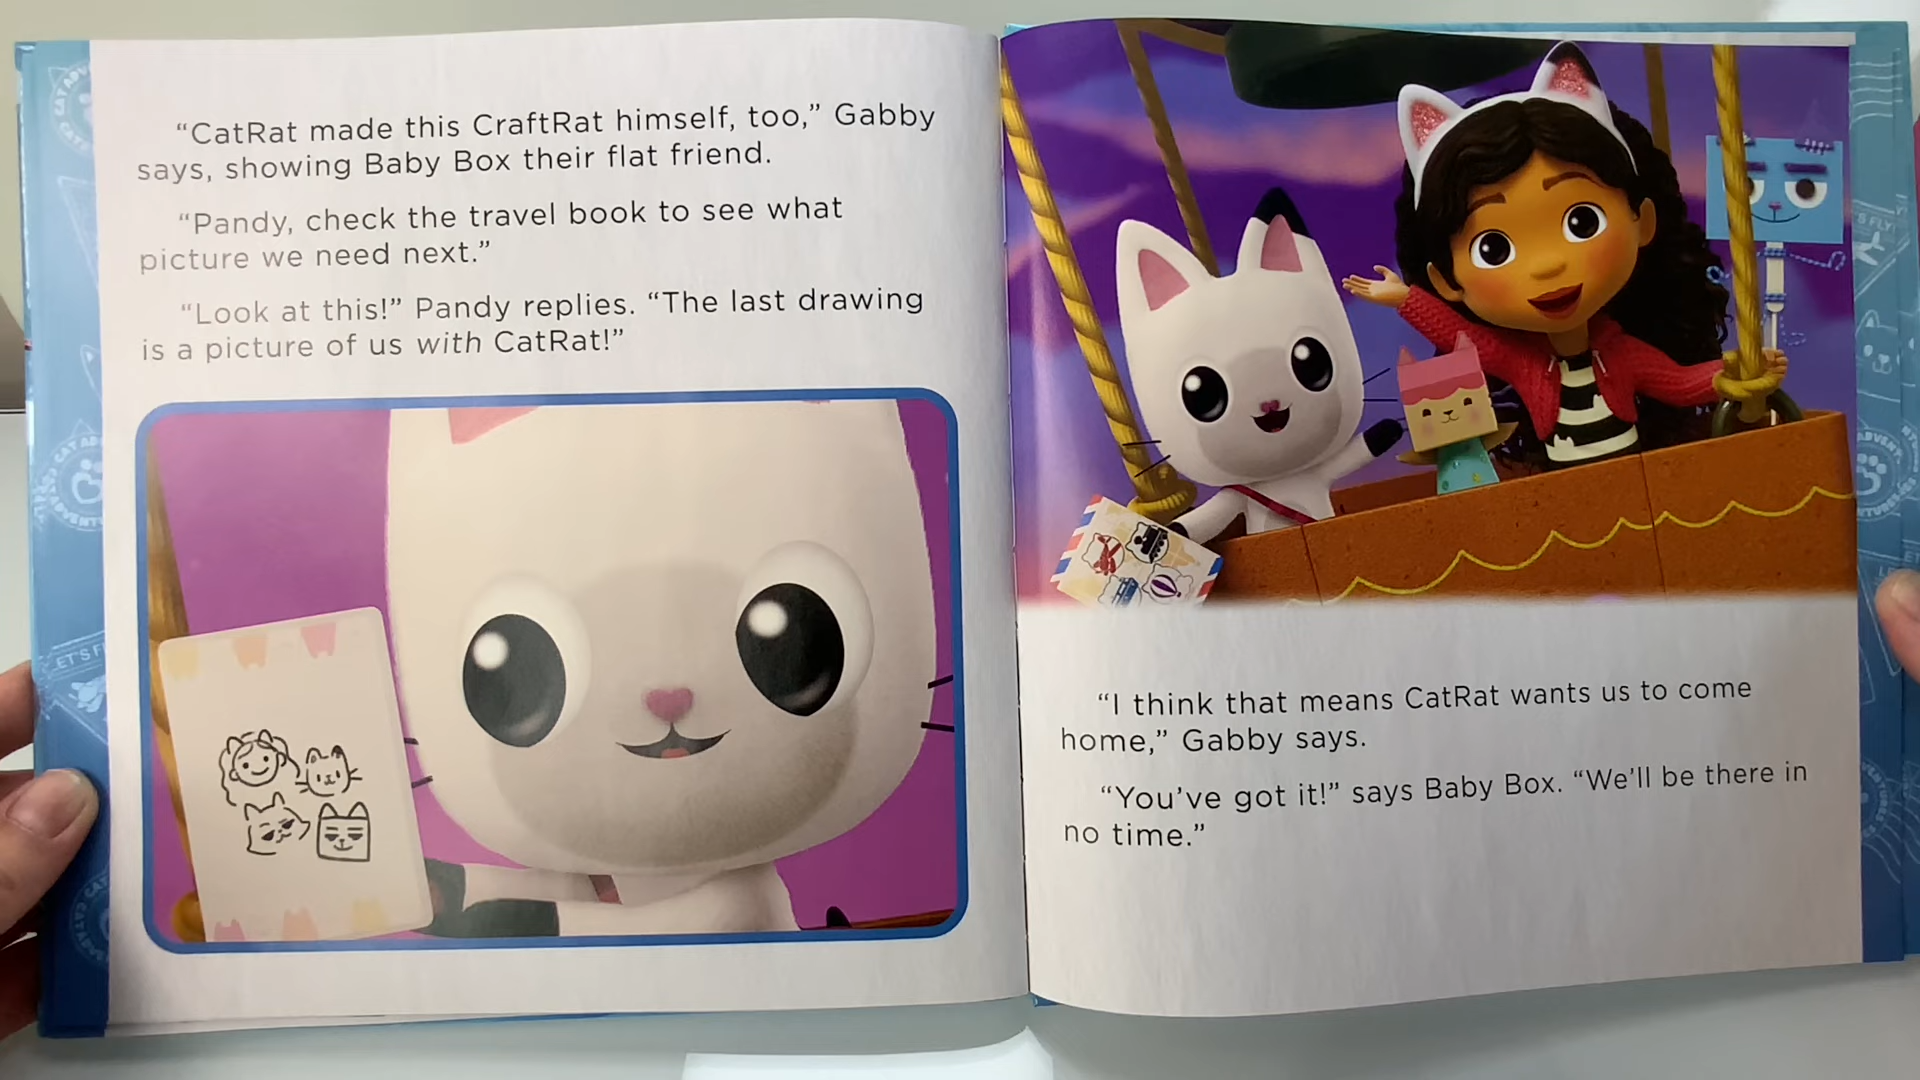 “CatRat made this CraftRat himself, too,” Gabby
says, showing Baby Box their flat friend.
“Pandy, check the travel book to see what
picture we need next.”
“Look at this!” Pandy replies. “The last drawing
is a picture of us with CatRat!”
“I think that means CatRat wants us to come
home,” Gabby says.
“You’ve got it!” says Baby Box. “We’ll be there in
no time.”